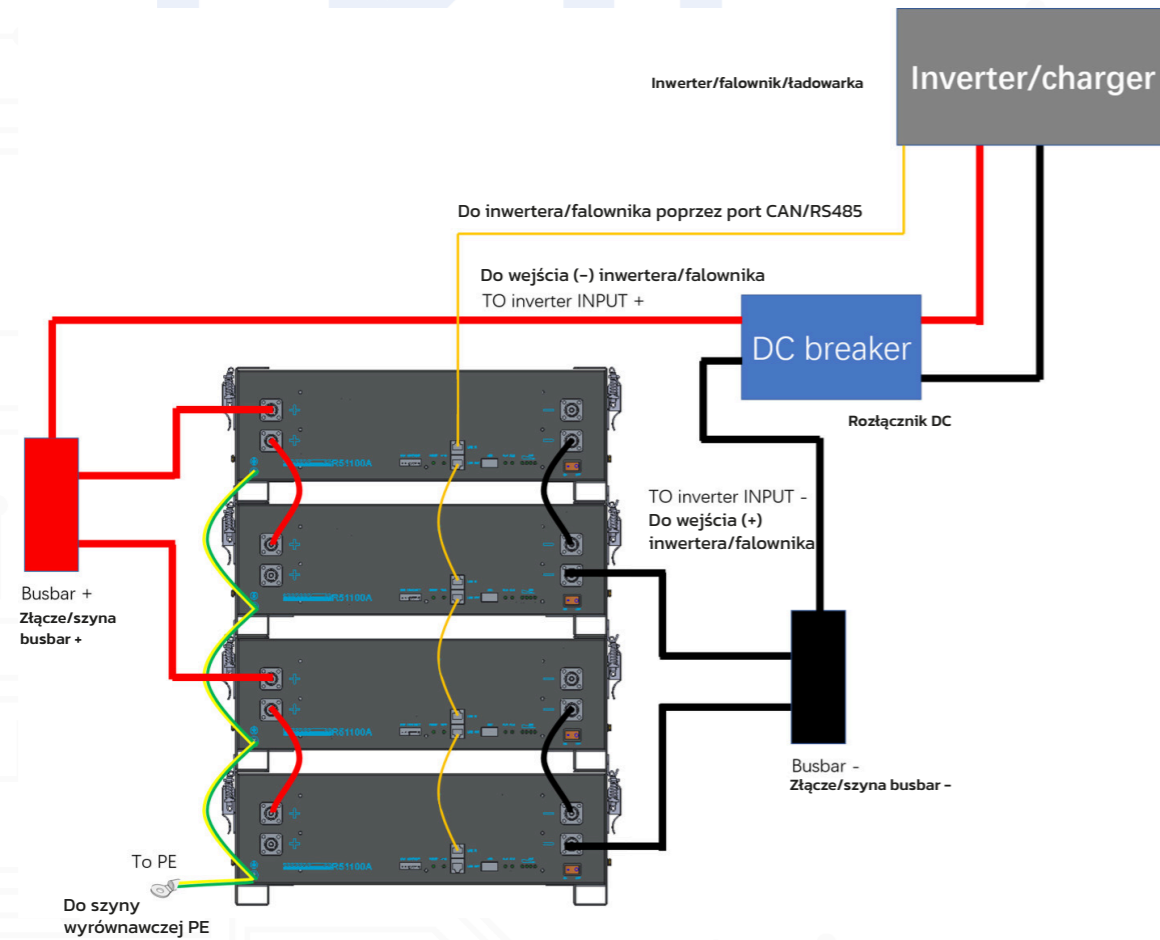 Inwerter/falownik/ładowarka
Inverter/charger
Do inwertera/falownika poprzez port CAN/RS485
Do wejścia (-) inwertera/falownika
TO inverter INPUT +
DC breaker
Rozłącznik DC
R51100A
TO inverter INPUT -
Do wejścia (+)
inwertera/falownika
R51100A
Busbar +
Złącze/szyna
busbar +
R51100A
Busbar -
Złącze/szyna busbar -
R51100A
To PE
Do szyny
wyrównawczej PE